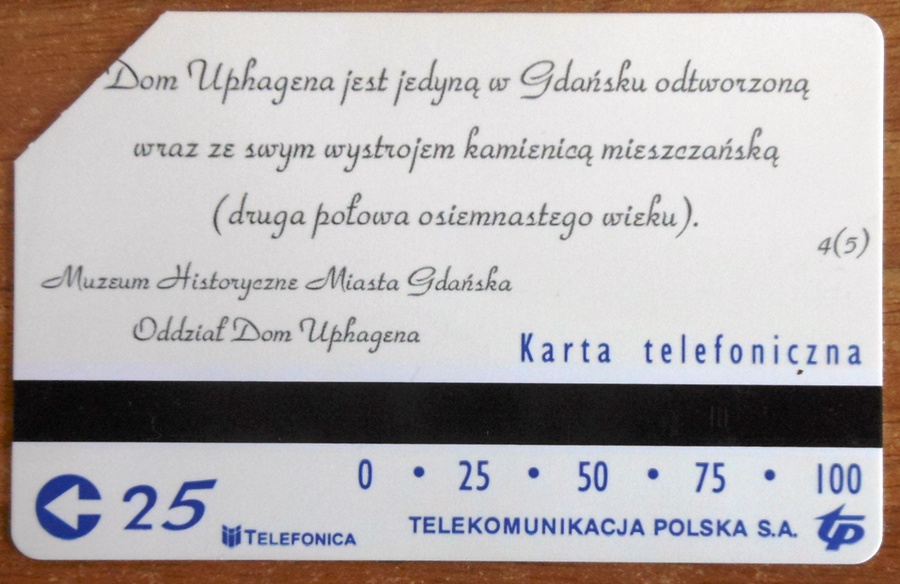 Dom Uphagena jest jedyną w Gdańsku odtworzoną
wraz ze swym wystrojem kamienicą mieszczańską
(druga połowa osiemnastego wieku).
4(5)
Muzeum Historyczne Miasta Gdańska
Oddział Dom Uphagena
Karta telefoniczna
0 • 25 • 50 • 75 • 100
25
TELEFONICA
TELEKOMUNIKACJA POLSKA S.A. tp